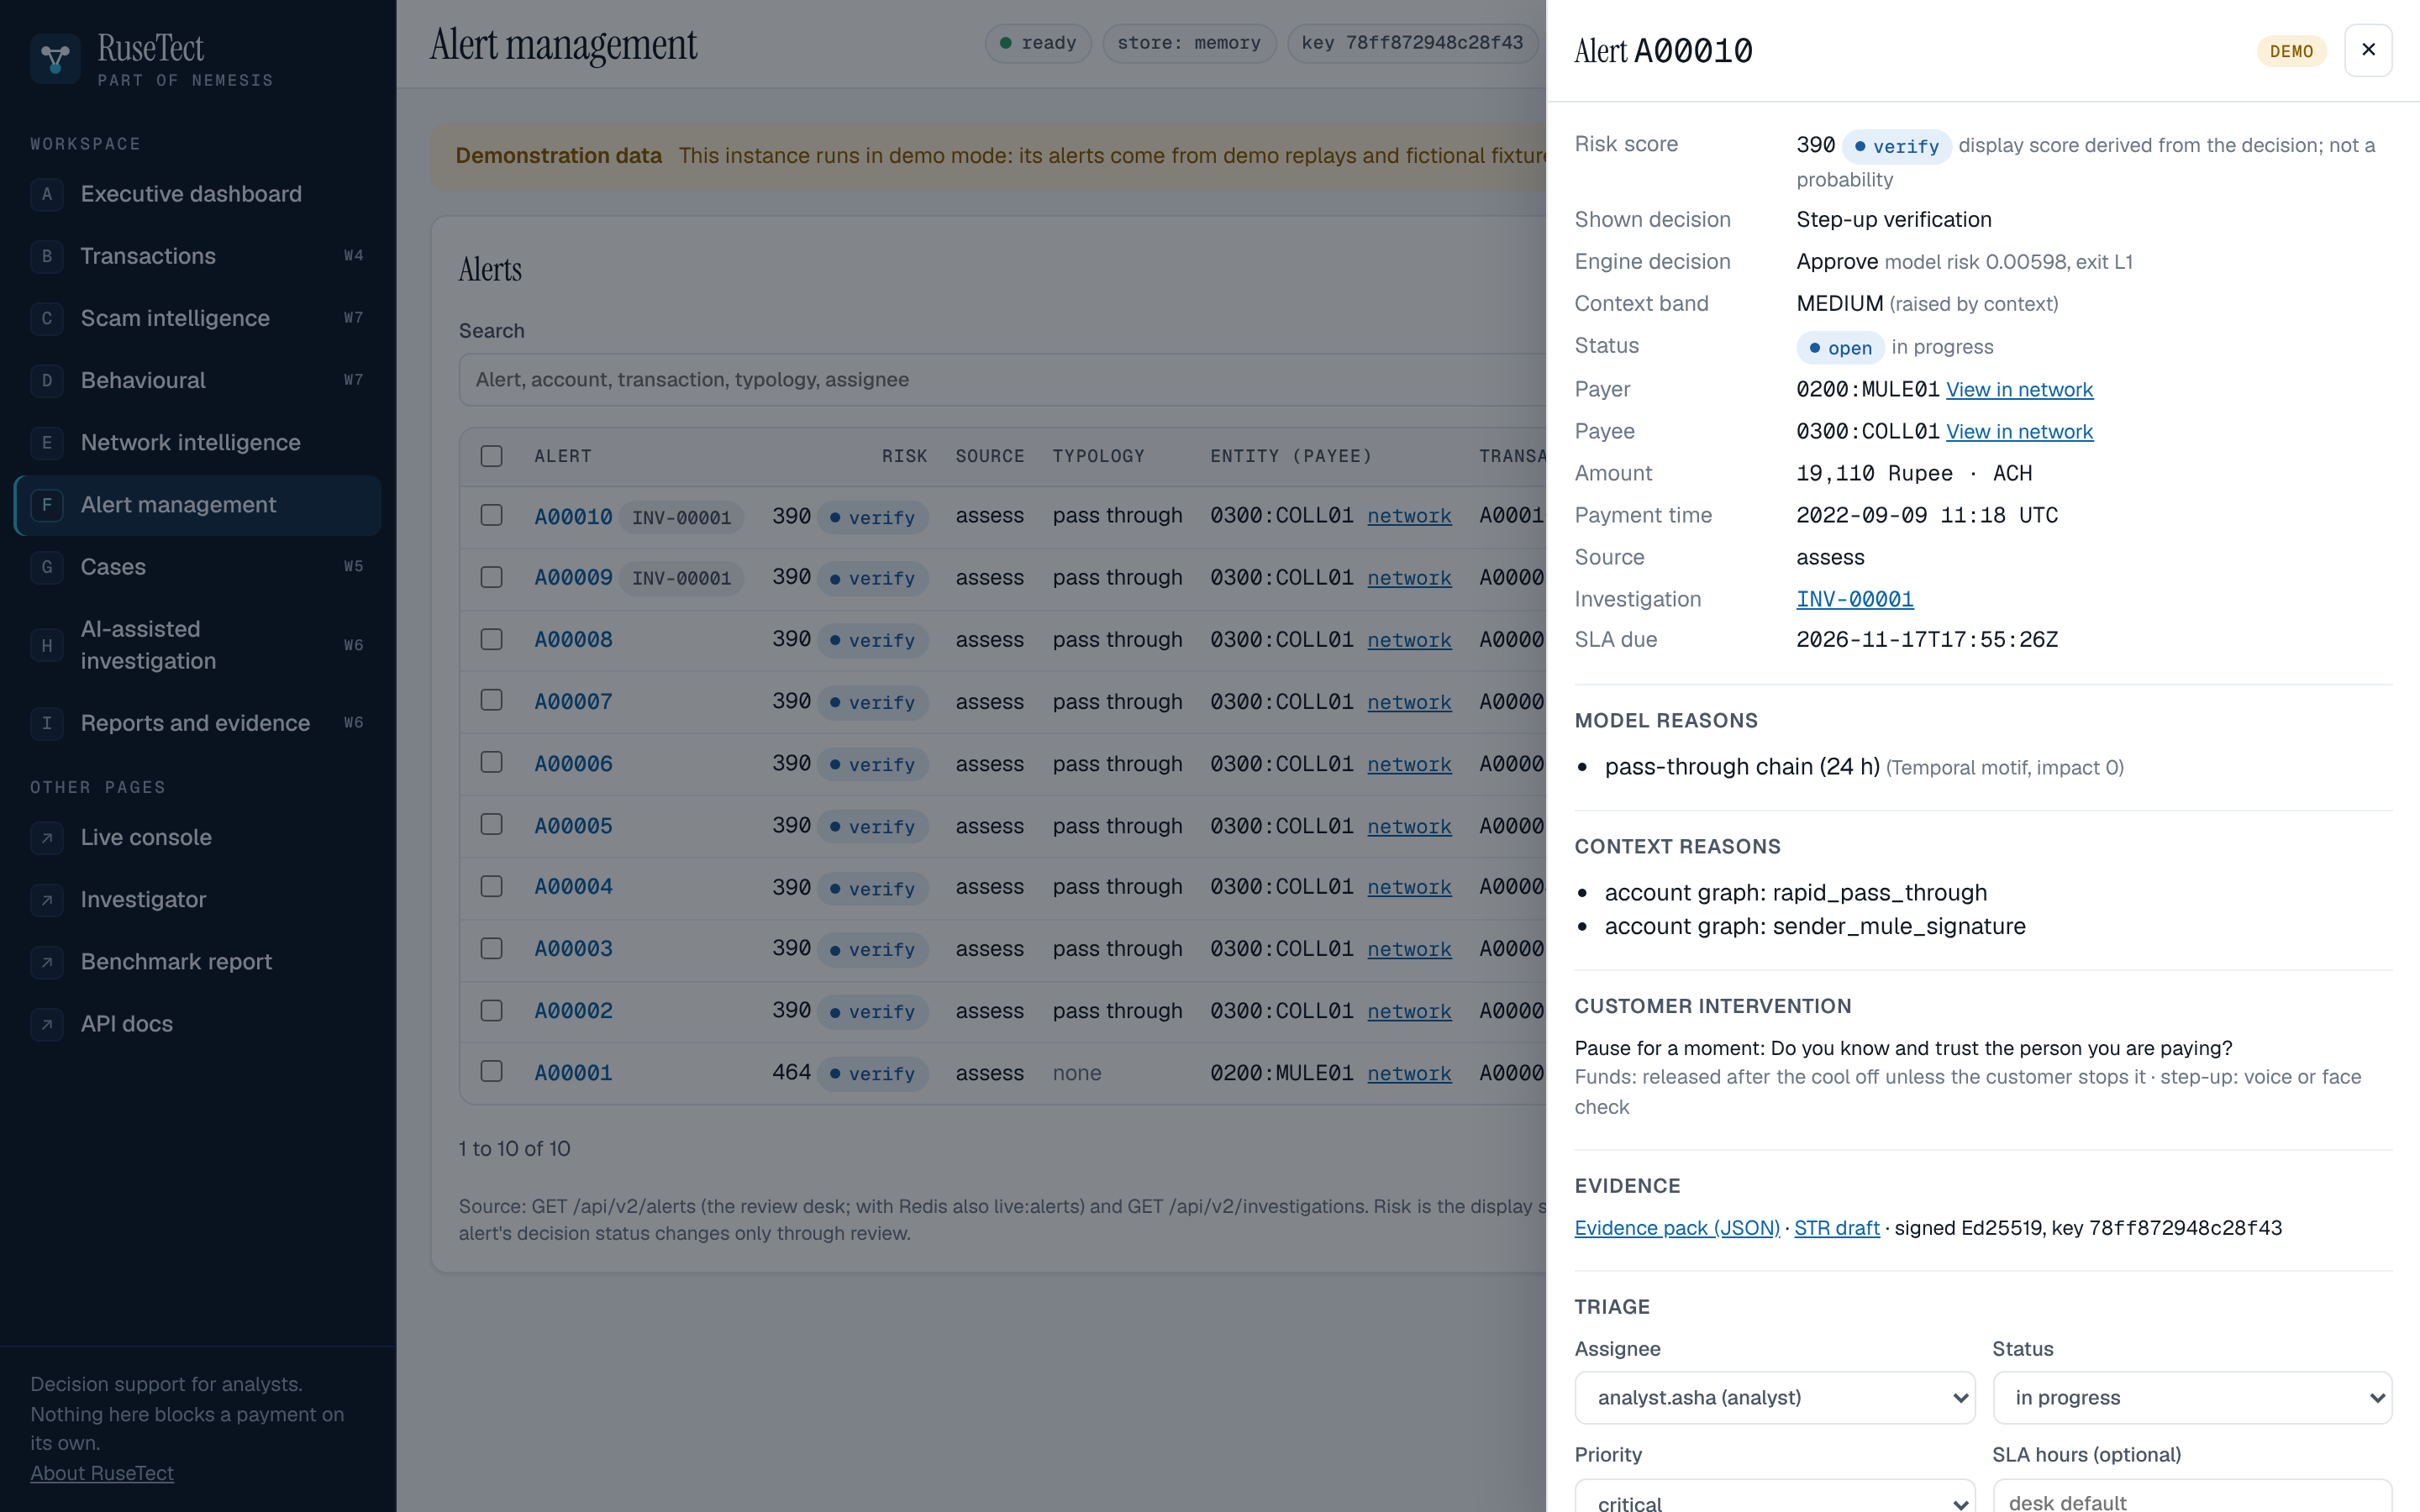 RuseTect
PART OF NEMESIS
WORKSPACE
A Executive dashboard
B Transactions W4
C Scam intelligence W7
D Behavioural W7
E Network intelligence
F Alert management
G Cases W5
H AI-assisted investigation W6
I Reports and evidence W6
OTHER PAGES
Live console
Investigator
Benchmark report
API docs
Decision support for analysts.
Nothing here blocks a payment on
its own.
About RuseTect
Alert management
ready
store: memory
key 78ff872948c28f43
Demonstration data This instance runs in demo mode: its alerts come from demo replays and fictional fixture
Alerts
Search
Alert, account, transaction, typology, assignee
ALERT RISK SOURCE TYPOLOGY ENTITY (PAYEE) TRANSA
A00010 INV-00001 390 verify assess pass through 0300:COLL01 network A0001
A00009 INV-00001 390 verify assess pass through 0300:COLL01 network A0000
A00008 390 verify assess pass through 0300:COLL01 network A0000
A00007 390 verify assess pass through 0300:COLL01 network A0000
A00006 390 verify assess pass through 0300:COLL01 network A0000
A00005 390 verify assess pass through 0300:COLL01 network A0000
A00004 390 verify assess pass through 0300:COLL01 network A0000
A00003 390 verify assess pass through 0300:COLL01 network A0000
A00002 390 verify assess pass through 0300:COLL01 network A0000
A00001 464 verify assess none 0200:MULE01 network A0000
1 to 10 of 10
Source: GET /api/v2/alerts (the review desk; with Redis also live:alerts) and GET /api/v2/investigations. Risk is the display s
alert's decision status changes only through review.
Alert A00010
DEMO
×
Risk score 390 verify display score derived from the decision; not a
probability
Shown decision Step-up verification
Engine decision Approve model risk 0.00598, exit L1
Context band MEDIUM (raised by context)
Status open in progress
Payer 0200:MULE01 View in network
Payee 0300:COLL01 View in network
Amount 19,110 Rupee · ACH
Payment time 2022-09-09 11:18 UTC
Source assess
Investigation INV-00001
SLA due 2026-11-17T17:55:26Z
MODEL REASONS
• pass-through chain (24 h) (Temporal motif, impact 0)
CONTEXT REASONS
• account graph: rapid_pass_through
• account graph: sender_mule_signature
CUSTOMER INTERVENTION
Pause for a moment: Do you know and trust the person you are paying?
Funds: released after the cool off unless the customer stops it · step-up: voice or face
check
EVIDENCE
Evidence pack (JSON) · STR draft · signed Ed25519, key 78ff872948c28f43
TRIAGE
Assignee Status
analyst.asha (analyst) in progress
Priority SLA hours (optional)
critical desk default